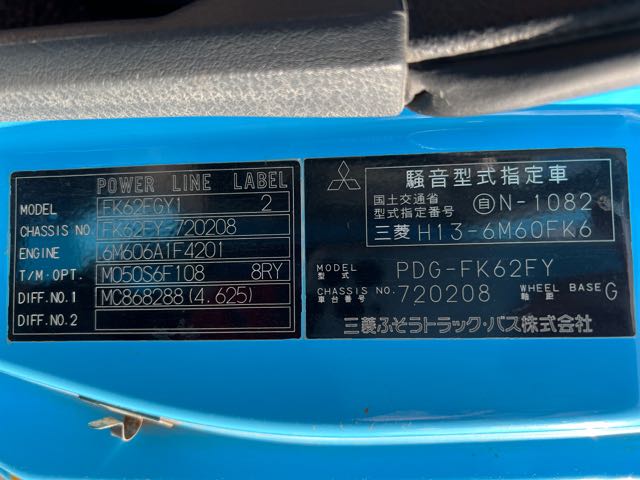 POWER LINE LABEL
MODEL FK62FGY1 2
CHASSIS NO. FK62FY-720208
ENGINE 6M606A1F4201
T/M・OPT. M050S6F108 8RY
DIFF.NO.1 MC868288(4.625)
DIFF.NO.2
騒音型式指定車
国土交通省
型式指定番号 自N-1082
三菱 H13-6M60FK6
MODEL
型式 PDG-FK62FY
CHASSIS NO.
車台番号 720208
WHEEL BASE
軸距 G
三菱ふそうトラック・バス株式会社